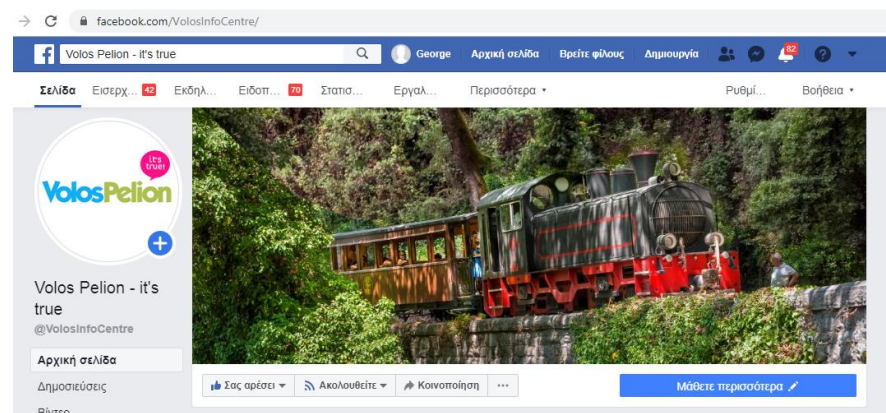 facebook.com/VolosInfoCentre/
Volos Pelion - it's true
George Αρχική σελίδα Βρείτε φίλους Δημιουργία 82
Σελίδα Εισερχ... 42 Εκδηλ... Ειδοπ... 70 Στατισ... Εργαλ... Περισσότερα Ρυθμί... Βοήθεια
it's
true!
VolosPelion
Volos Pelion - it's
true
@VolosInfoCentre
Αρχική σελίδα
Δημοσιεύσεις
Βίντεο
Σας αρέσει Ακολουθείτε Κοινοποίηση ... Μάθετε περισσότερα